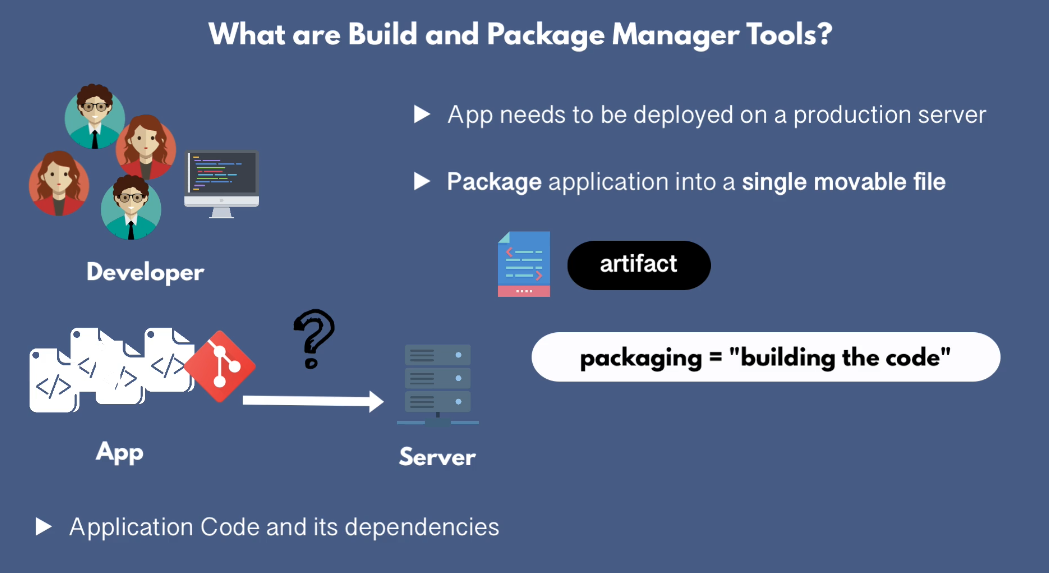 What are Build and Package Manager Tools?
App needs to be deployed on a production server
Package application into a single movable file
artifact
Developer
packaging = "building the code"
?
App
Server
Application Code and its dependencies